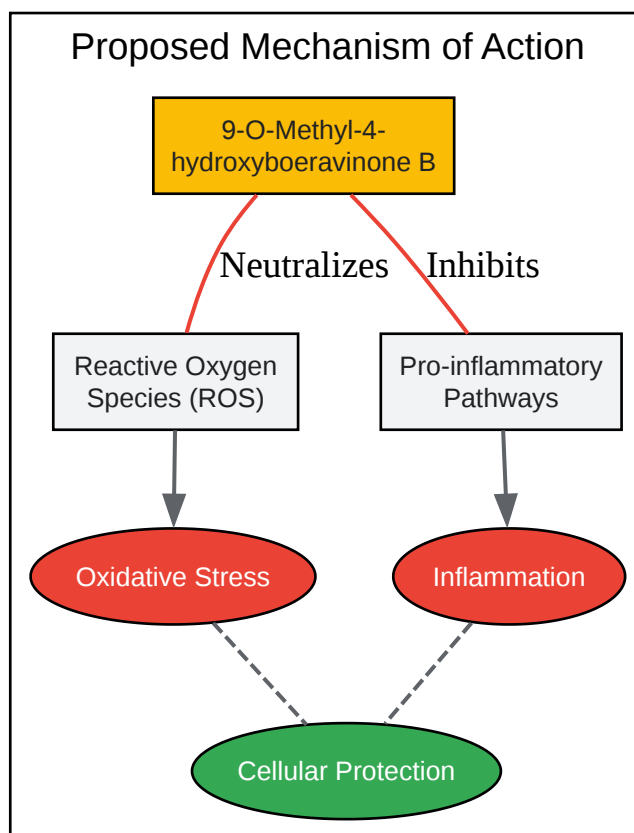 Proposed Mechanism of Action
9-O-Methyl-4-
hydroxyboeravinone B
Neutralizes
Inhibits
Reactive Oxygen
Species (ROS)
Pro-inflammatory
Pathways
Oxidative Stress
Inflammation
Cellular Protection